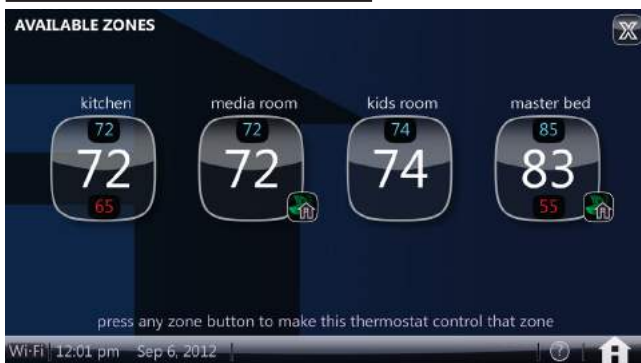 AVAILABLE ZONES X
kitchen media room kids room master bed
72 72 74 85
72 72 74 83
65 55
press any zone button to make this thermostat control that zone
Wi-Fi 12:01 pm Sep 6, 2012 ?